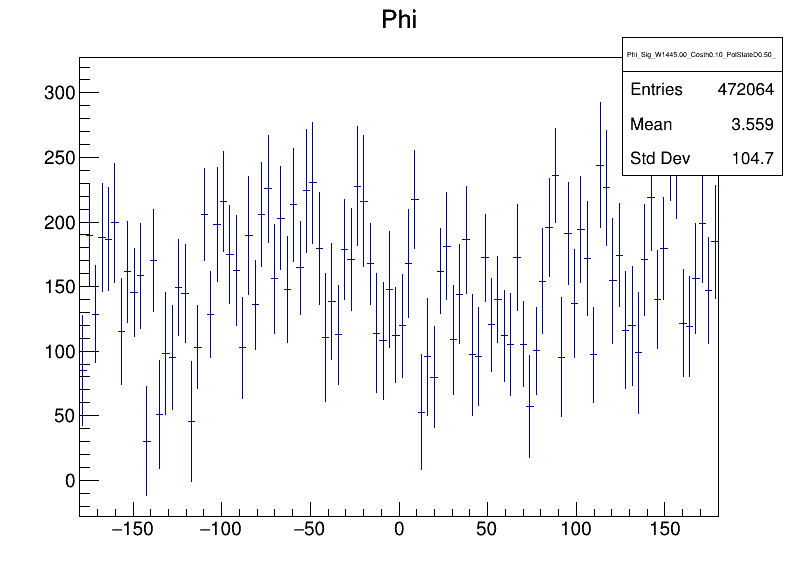 Phi
Phi_Sig_W1445.00_Costh0.10_PolStateD0.50_
Entries 472064
Mean 3.559
Std Dev 104.7
300
250
200
150
100
50
0
−150 −100 −50 0 50 100 150